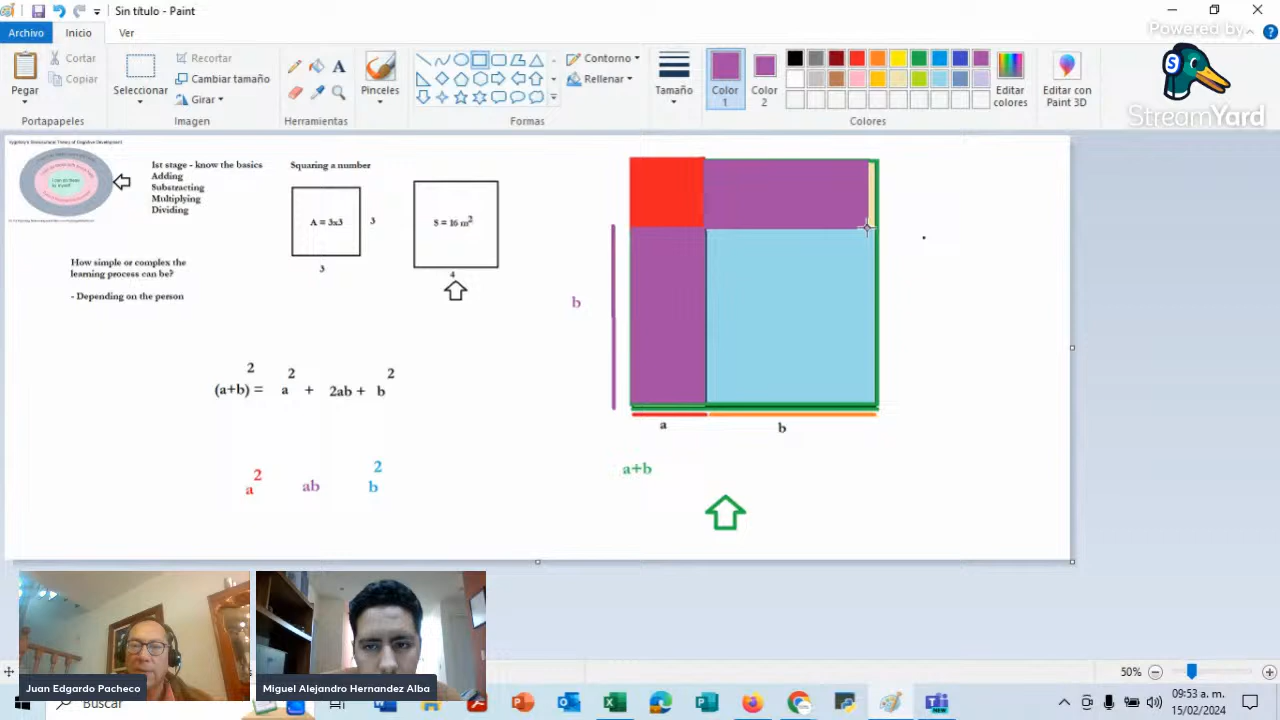 Sin título - Paint
Powered by
StreamYard
Archivo
Inicio
Ver
Pegar
Cortar
Copiar
Portapapeles
Seleccionar
Recortar
Cambiar tamaño
Girar
Imagen
Herramientas
Pinceles
Formas
Contorno
Rellenar
Tamaño
Color
1
Color
2
Editar
colores
Colores
Editar con
Paint 3D
1st stage - know the basics
Adding
Substracting
Multiplying
Dividing
Squaring a number
A = 3x3
3
3
S = 16 m2
4
How simple or complex the
learning process can be?
- Depending on the person
(a+b)2 = a2 + 2ab + b2
a2 ab b2
b
a
b
a+b
Juan Edgardo Pacheco
Miguel Alejandro Hernandez Alba
50%
Buscar
09:53 a. m.
15/02/2024